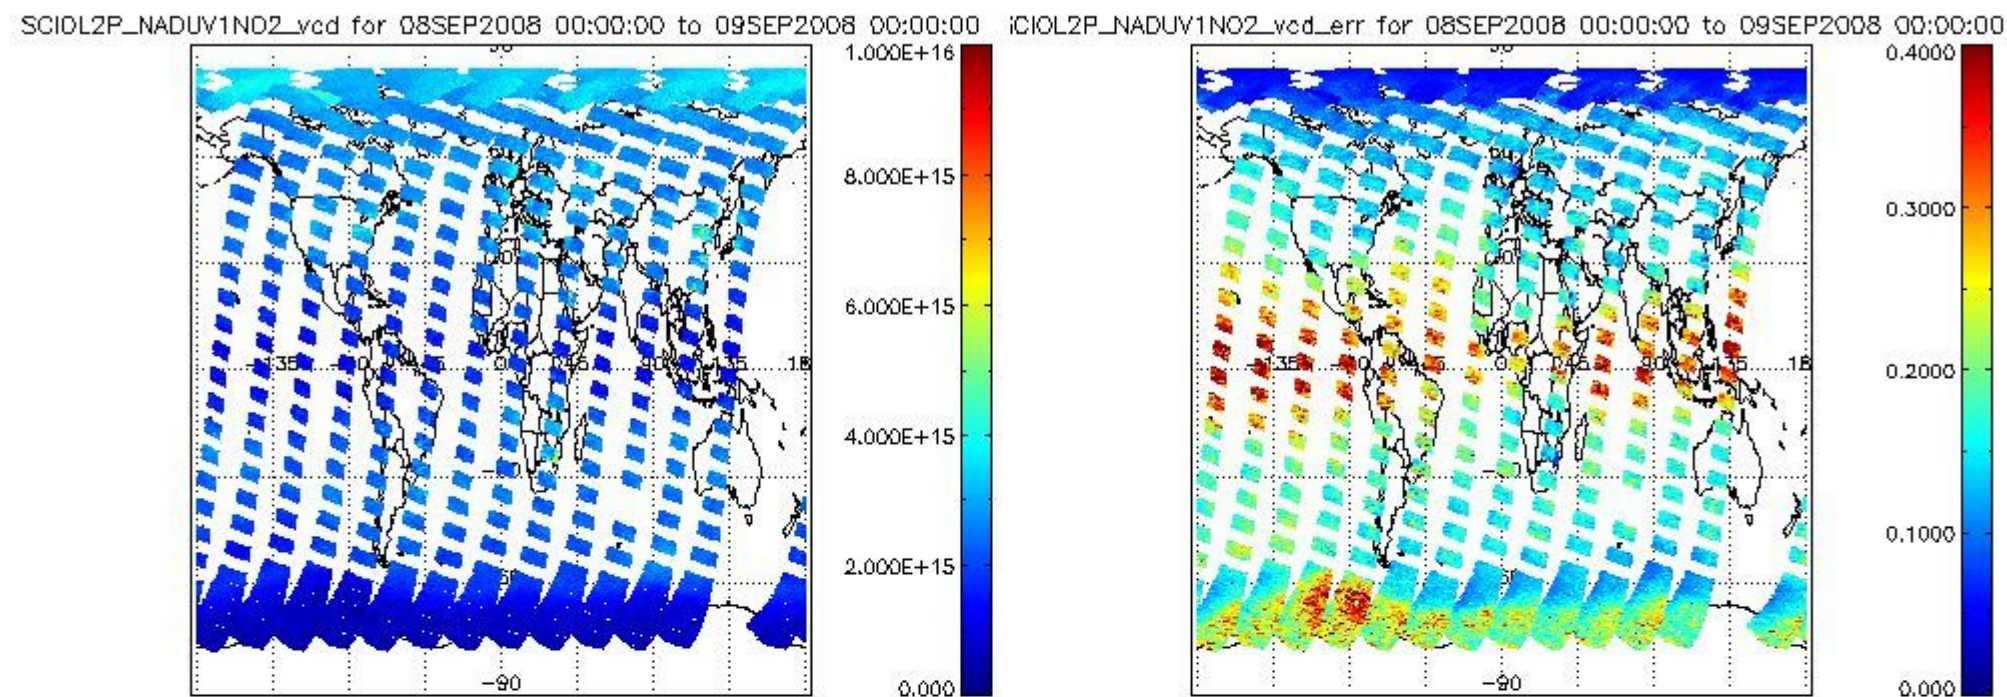 SCIOL2P_NADUV1NO2_vcd for 08SEP2008 00:00:00 to 09SEP2008 00:00:00
CIOL2P_NADUV1NO2_vcd_err for 08SEP2008 00:00:00 to 09SEP2008 00:00:00
1.000E+16
8.000E+15
6.000E+15
4.000E+15
2.000E+15
0.000
-90
0.4000
0.3000
0.2000
0.1000
0.000
-90